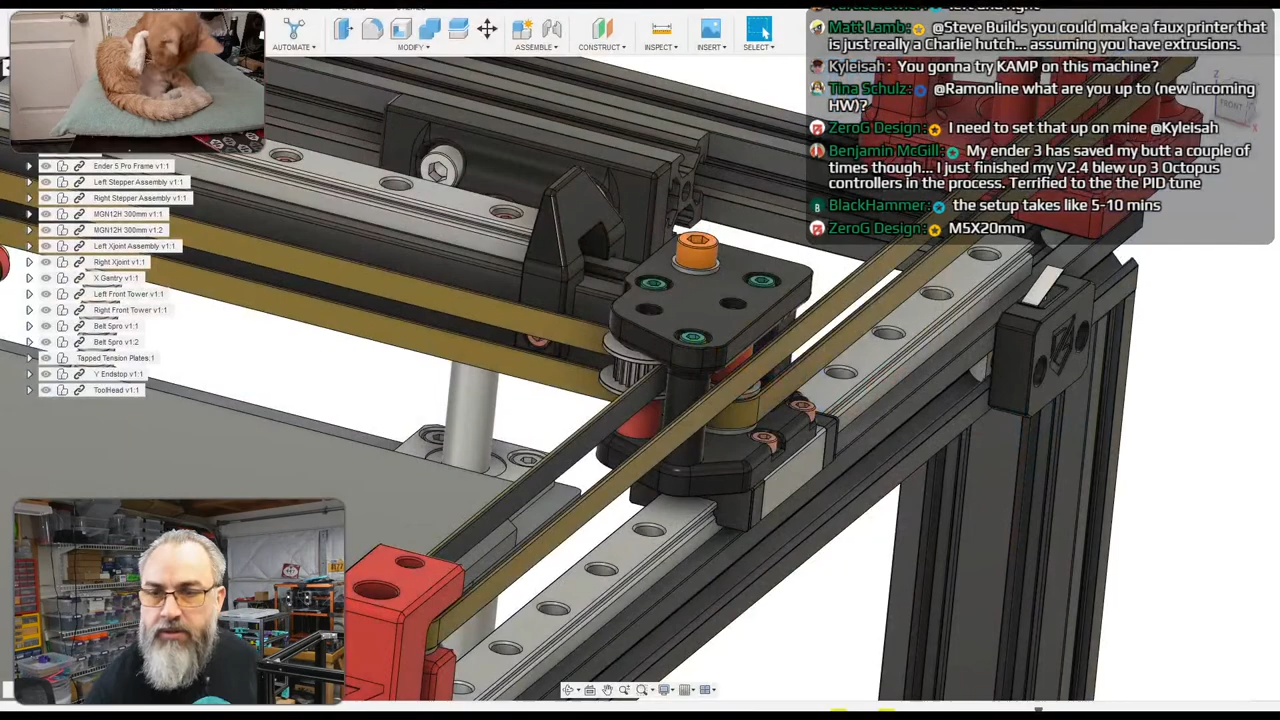 AUTOMATE
MODIFY
ASSEMBLE
CONSTRUCT
INSPECT
INSERT
SELECT
Matt Lamb: @Steve Builds you could make a faux printer that
is just really a Charlie hutch... assuming you have extrusions.
Kyleisah: You gonna try KAMP on this machine?
Tina Schulz: @Ramonline what are you up to (new incoming
HW)?
ZeroG Design: I need to set that up on mine @Kyleisah
Benjamin McGill: My ender 3 has saved my butt a couple of
times though... I just finished my V2.4 blew up 3 Octopus
controllers in the process. Terrified to the the PID tune
BlackHammer: the setup takes like 5-10 mins
ZeroG Design: M5X20mm
FRONT
Z
X
Ender 5 Pro Frame v1:1
Left Stepper Assembly v1:1
Right Stepper Assembly v1:1
MGN12H 300mm v1:1
MGN12H 300mm v1:2
Left Xjoint Assembly v1:1
Right Xjoint v1:1
X Gantry v1:1
Left Front Tower v1:1
Right Front Tower v1:1
Belt 5pro v1:1
Belt 5pro v1:2
Tapped Tension Plates:1
Y Endstop v1:1
ToolHead v1:1